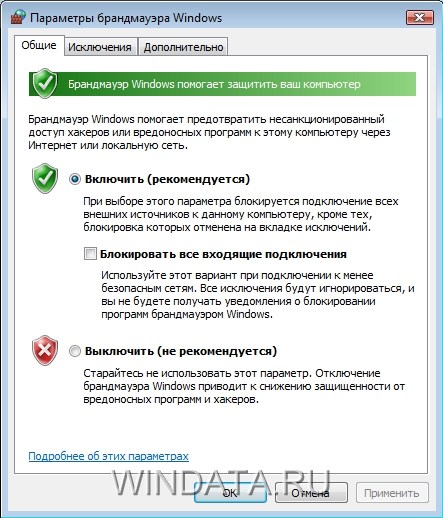 Параметры брандмауэра Windows
Общие Исключения Дополнительно
Брандмауэр Windows помогает защитить ваш компьютер
Брандмауэр Windows помогает предотвратить несанкционированный
доступ хакеров или вредоносных программ к этому компьютеру через
Интернет или локальную сеть.
Включить (рекомендуется)
При выборе этого параметра блокируется подключение всех
внешних источников к данному компьютеру, кроме тех,
блокировка которых отменена на вкладке исключений.
Блокировать все входящие подключения
Используйте этот вариант при подключении к менее
безопасным сетям. Все исключения будут игнорироваться, и
вы не будете получать уведомления о блокировании
программ брандмауэром Windows.
Выключить (не рекомендуется)
Старайтесь не использовать этот параметр. Отключение
брандмауэра Windows приводит к снижению защищенности от
вредоносных программ и хакеров.
Подробнее об этих параметрах
WINDATA.RU
ОК Отмена Применить